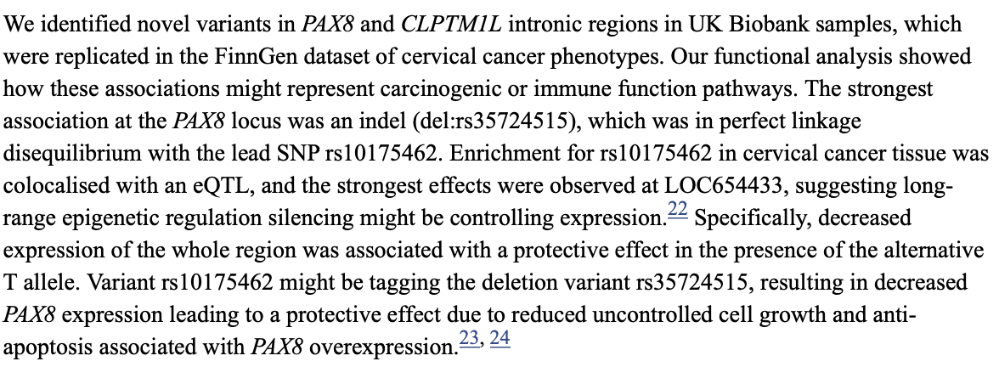 We identified novel variants in PAX8 and CLPTM1L intronic regions in UK Biobank samples, which
were replicated in the FinnGen dataset of cervical cancer phenotypes. Our functional analysis showed
how these associations might represent carcinogenic or immune function pathways. The strongest
association at the PAX8 locus was an indel (del:rs35724515), which was in perfect linkage
disequilibrium with the lead SNP rs10175462. Enrichment for rs10175462 in cervical cancer tissue was
colocalised with an eQTL, and the strongest effects were observed at LOC654433, suggesting long-
range epigenetic regulation silencing might be controlling expression.22 Specifically, decreased
expression of the whole region was associated with a protective effect in the presence of the alternative
T allele. Variant rs10175462 might be tagging the deletion variant rs35724515, resulting in decreased
PAX8 expression leading to a protective effect due to reduced uncontrolled cell growth and anti-
apoptosis associated with PAX8 overexpression.23, 24